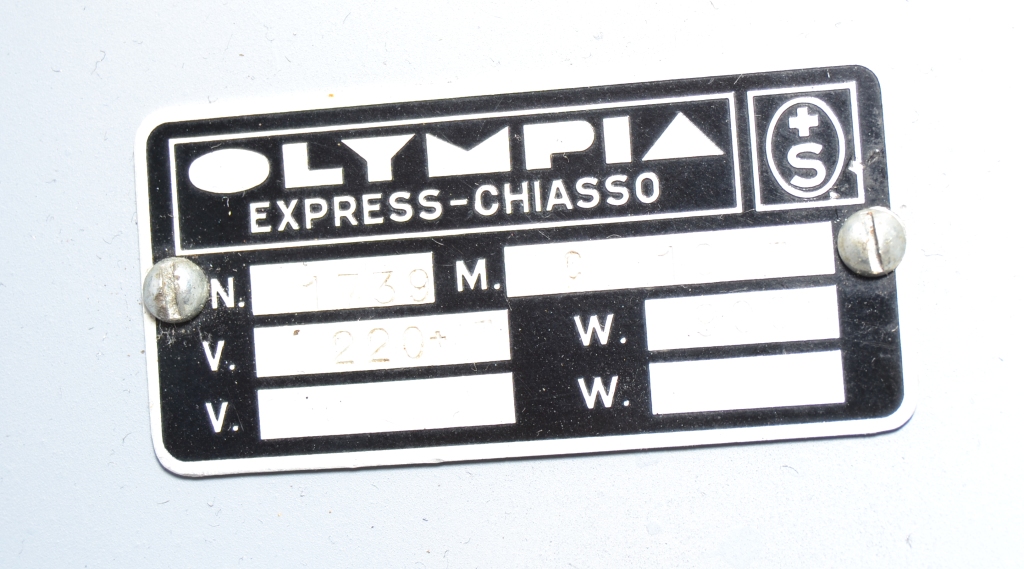 OLYMPIA
+S
EXPRESS-CHIASSO
N. 1739 M.
V. 220 W.
V. W.